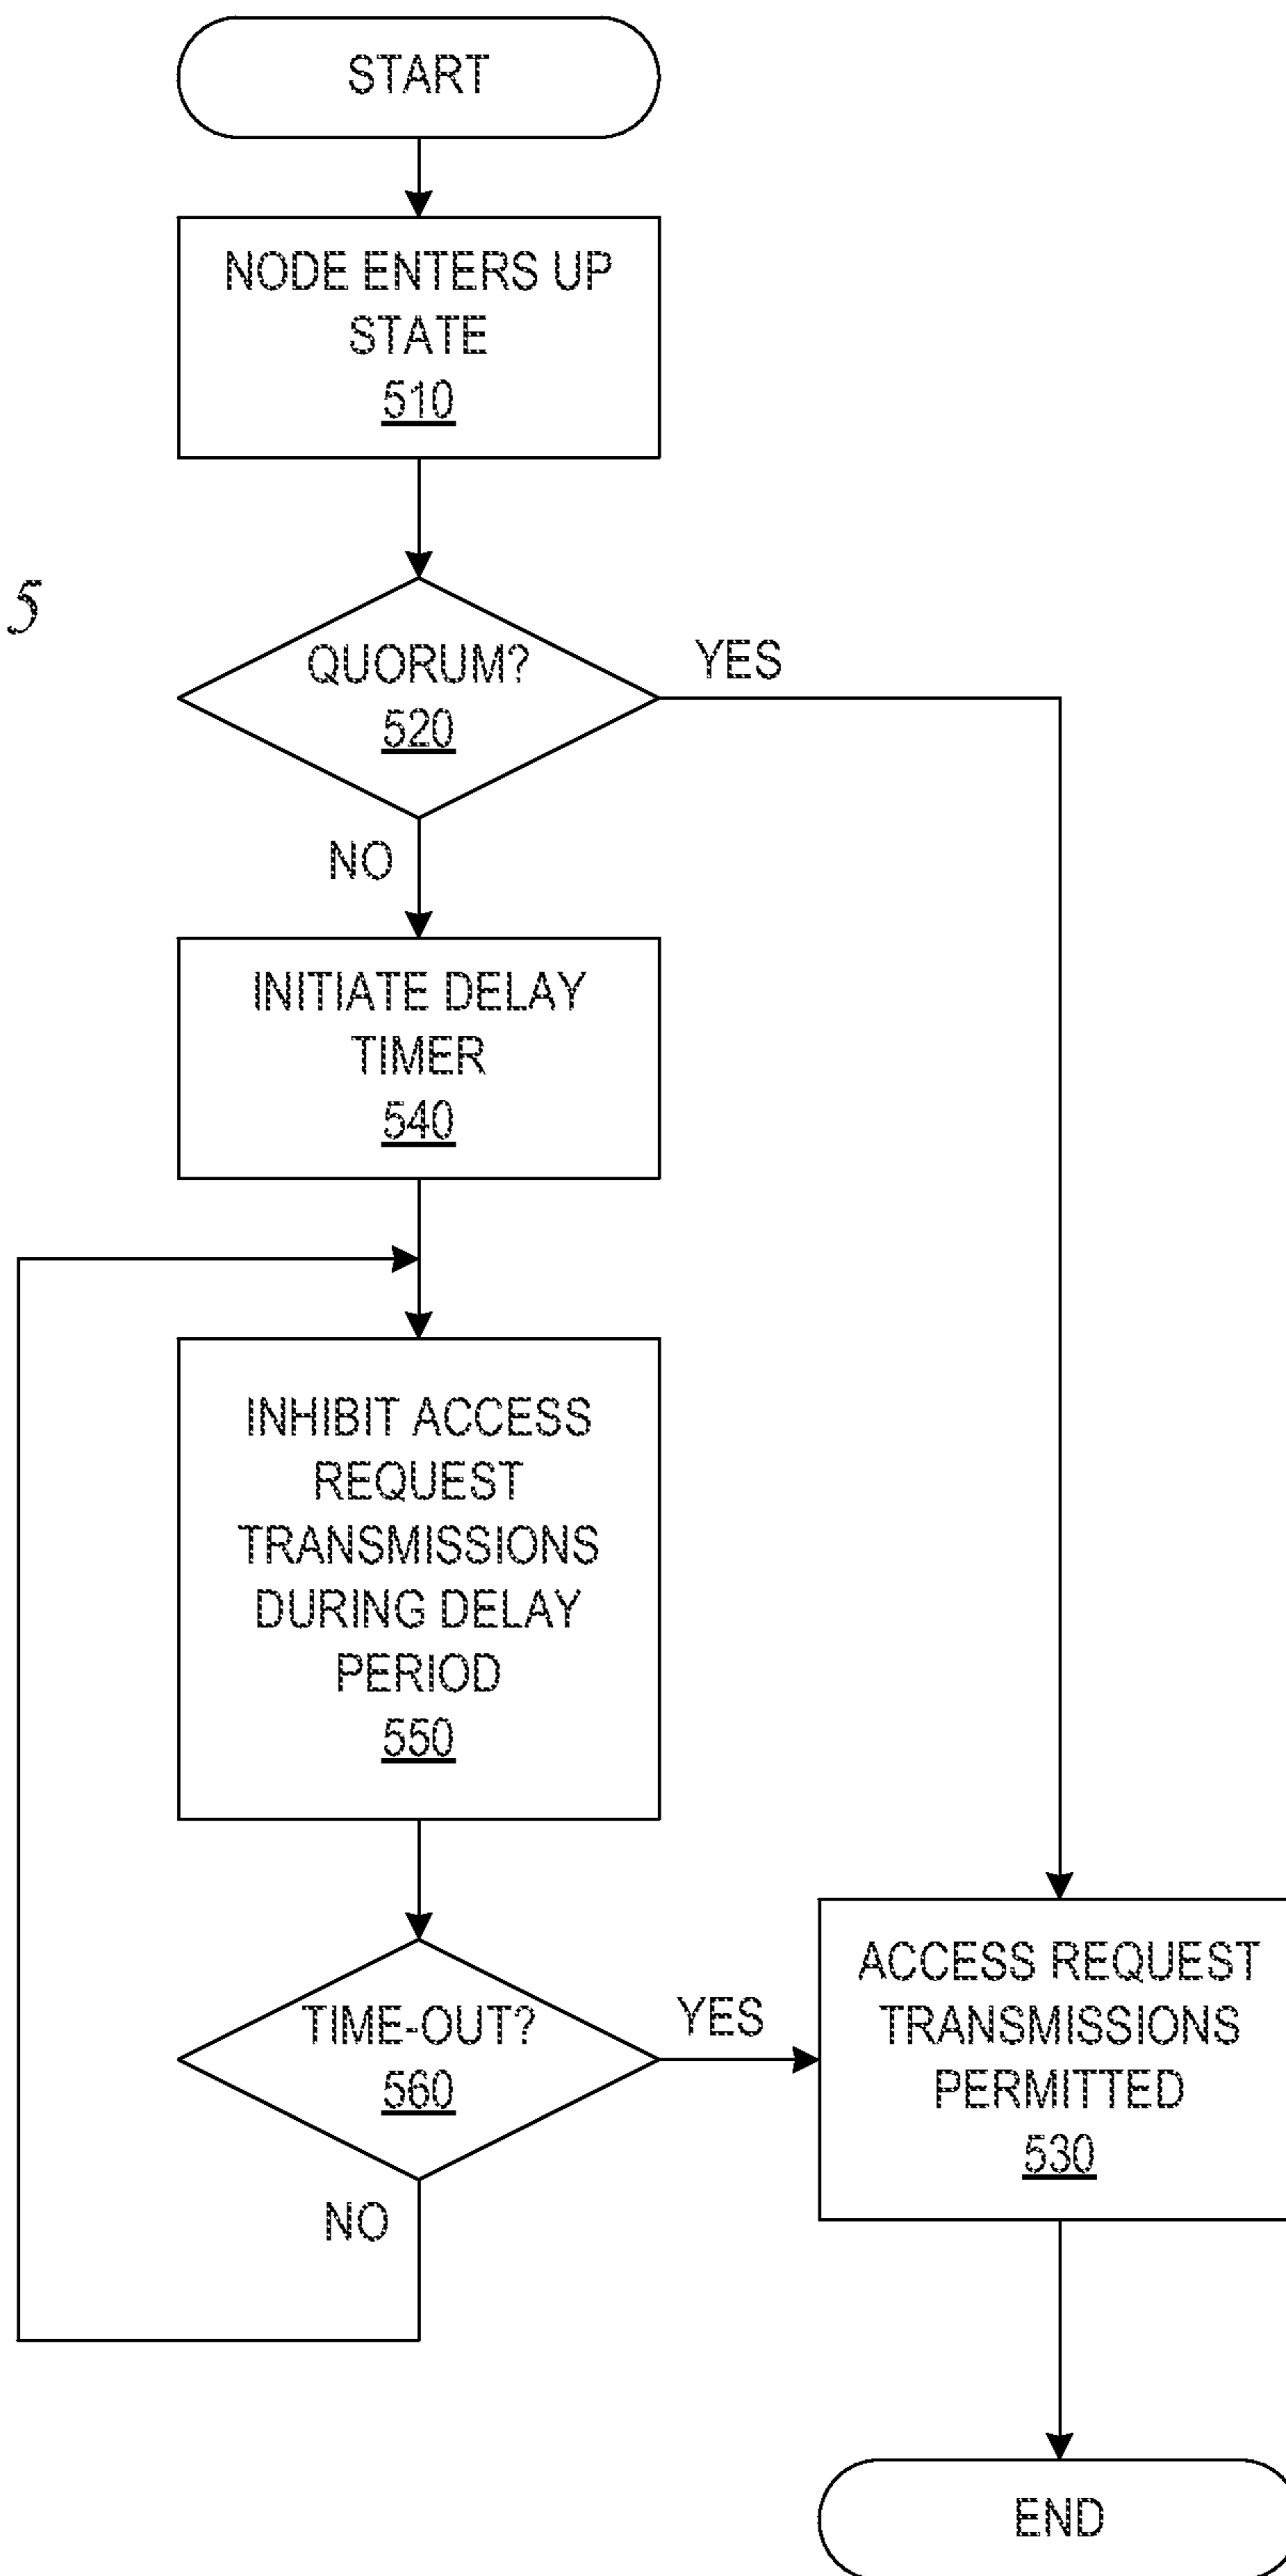 START
NODE ENTERS UP
STATE
510
5
QUORUM?
520
YES
NO
INITIATE DELAY
TIMER
540
INHIBIT ACCESS
REQUEST
TRANSMISSIONS
DURING DELAY
PERIOD
550
TIME-OUT?
560
YES
NO
ACCESS REQUEST
TRANSMISSIONS
PERMITTED
530
END